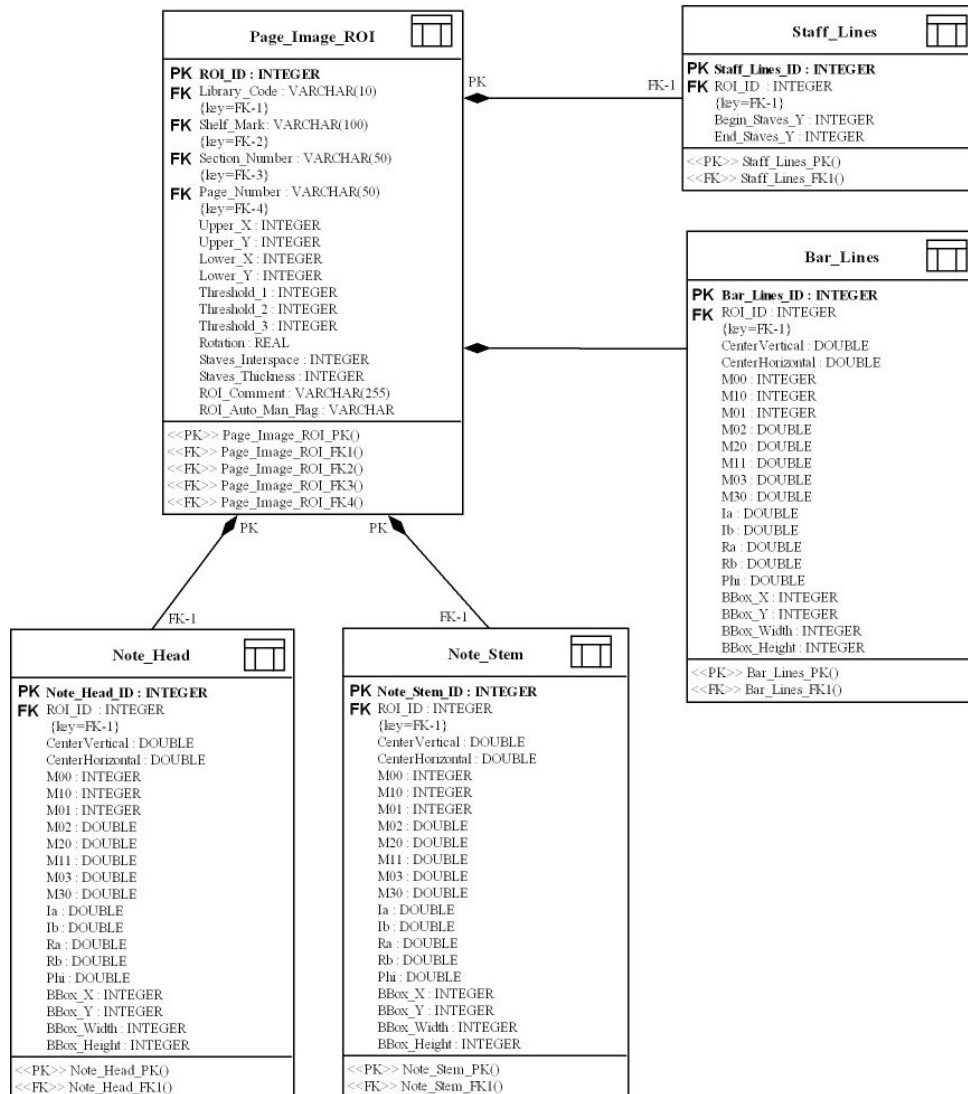 Page_Image_ROI
PK ROI_ID : INTEGER
FK Library_Code : VARCHAR(10)
{key=FK-1}
FK Shelf_Mark : VARCHAR(100)
{key=FK-2}
FK Section_Number : VARCHAR(50)
{key=FK-3}
FK Page_Number : VARCHAR(50)
{key=FK-4}
Upper_X : INTEGER
Upper_Y : INTEGER
Lower_X : INTEGER
Lower_Y : INTEGER
Threshold_1 : INTEGER
Threshold_2 : INTEGER
Threshold_3 : INTEGER
Rotation : REAL
Staves_Interspace : INTEGER
Staves_Thickness : INTEGER
ROI_Comment : VARCHAR(255)
ROI_Auto_Man_Flag : VARCHAR
<<PK>> Page_Image_ROI_PK()
<<FK>> Page_Image_ROI_FK1()
<<FK>> Page_Image_ROI_FK2()
<<FK>> Page_Image_ROI_FK3()
<<FK>> Page_Image_ROI_FK4()
PK
FK-1
Staff_Lines
PK Staff_Lines_ID : INTEGER
FK ROI_ID : INTEGER
{key=FK-1}
Begin_Staves_Y : INTEGER
End_Staves_Y : INTEGER
<<PK>> Staff_Lines_PK()
<<FK>> Staff_Lines_FK1()
Bar_Lines
PK Bar_Lines_ID : INTEGER
FK ROI_ID : INTEGER
{key=FK-1}
CenterVertical : DOUBLE
CenterHorizontal : DOUBLE
M00 : INTEGER
M10 : INTEGER
M01 : INTEGER
M02 : DOUBLE
M20 : DOUBLE
M11 : DOUBLE
M03 : DOUBLE
M30 : DOUBLE
Ia : DOUBLE
Ib : DOUBLE
Ra : DOUBLE
Rb : DOUBLE
Phi : DOUBLE
BBox_X : INTEGER
BBox_Y : INTEGER
BBox_Width : INTEGER
BBox_Height : INTEGER
<<PK>> Bar_Lines_PK()
<<FK>> Bar_Lines_FK1()
PK
PK
FK-1
FK-1
Note_Head
PK Note_Head_ID : INTEGER
FK ROI_ID : INTEGER
{key=FK-1}
CenterVertical : DOUBLE
CenterHorizontal : DOUBLE
M00 : INTEGER
M10 : INTEGER
M01 : INTEGER
M02 : DOUBLE
M20 : DOUBLE
M11 : DOUBLE
M03 : DOUBLE
M30 : DOUBLE
Ia : DOUBLE
Ib : DOUBLE
Ra : DOUBLE
Rb : DOUBLE
Phi : DOUBLE
BBox_X : INTEGER
BBox_Y : INTEGER
BBox_Width : INTEGER
BBox_Height : INTEGER
<<PK>> Note_Head_PK()
<<FK>> Note_Head_FK1()
Note_Stem
PK Note_Stem_ID : INTEGER
FK ROI_ID : INTEGER
{key=FK-1}
CenterVertical : DOUBLE
CenterHorizontal : DOUBLE
M00 : INTEGER
M10 : INTEGER
M01 : INTEGER
M02 : DOUBLE
M20 : DOUBLE
M11 : DOUBLE
M03 : DOUBLE
M30 : DOUBLE
Ia : DOUBLE
Ib : DOUBLE
Ra : DOUBLE
Rb : DOUBLE
Phi : DOUBLE
BBox_X : INTEGER
BBox_Y : INTEGER
BBox_Width : INTEGER
BBox_Height : INTEGER
<<PK>> Note_Stem_PK()
<<FK>> Note_Stem_FK1()